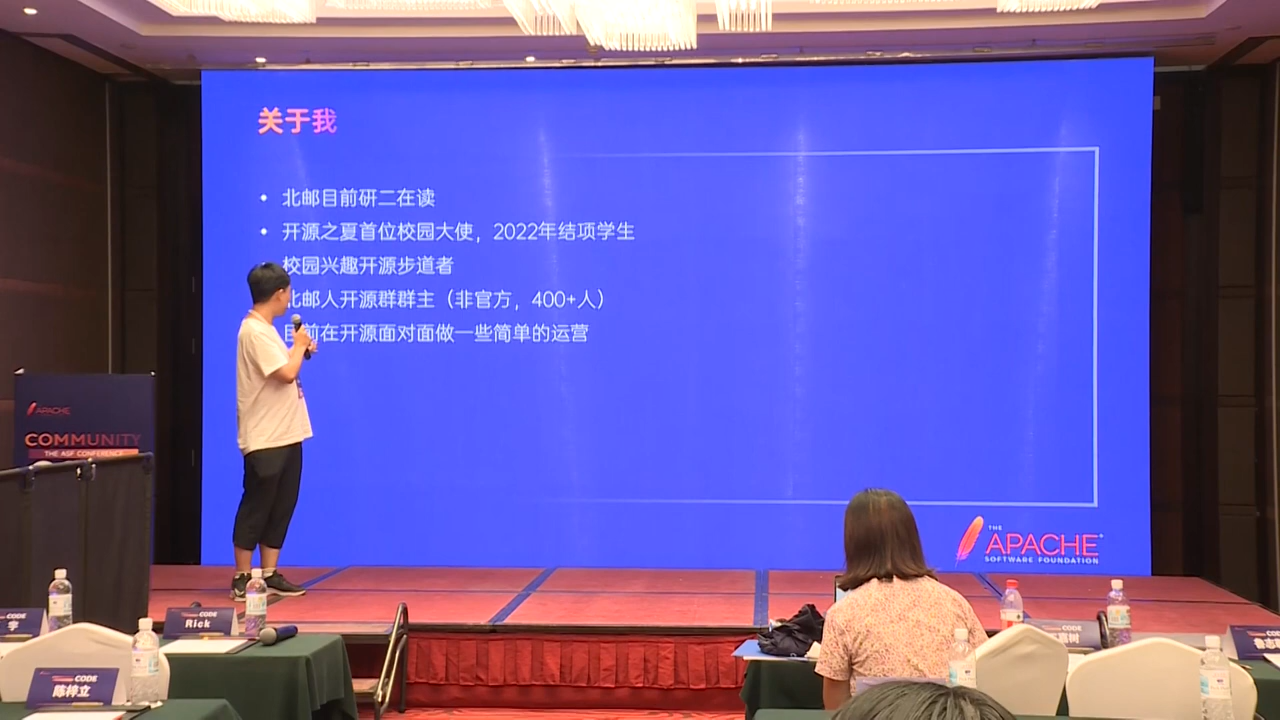 关于我
北邮目前研二在读
开源之夏首位校园大使，2022年结项学生
校园兴趣开源步道者
北邮人开源群群主（非官方，400+人）
目前在开源面对面做一些简单的运营
THE
APACHE
SOFTWARE FOUNDATION
APACHE
COMMUNITY
THE ASF CONFERENCE
CODE
宇
CODE
Rick
CODE
陈梓立
CODE